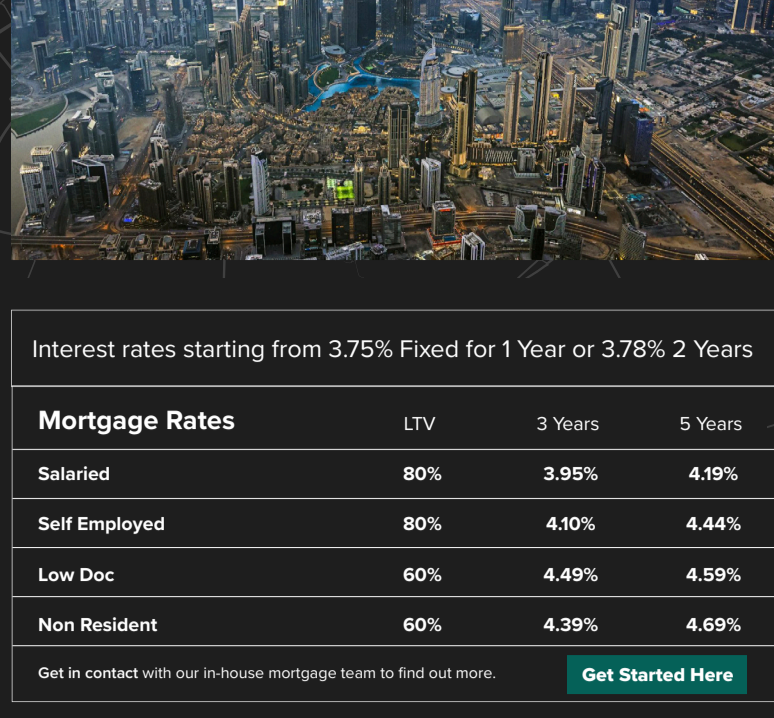 Interest rates starting from 3.75% Fixed for 1 Year or 3.78% 2 Years
Mortgage Rates LTV 3 Years 5 Years
Salaried 80% 3.95% 4.19%
Self Employed 80% 4.10% 4.44%
Low Doc 60% 4.49% 4.59%
Non Resident 60% 4.39% 4.69%
Get in contact with our in-house mortgage team to find out more. Get Started Here